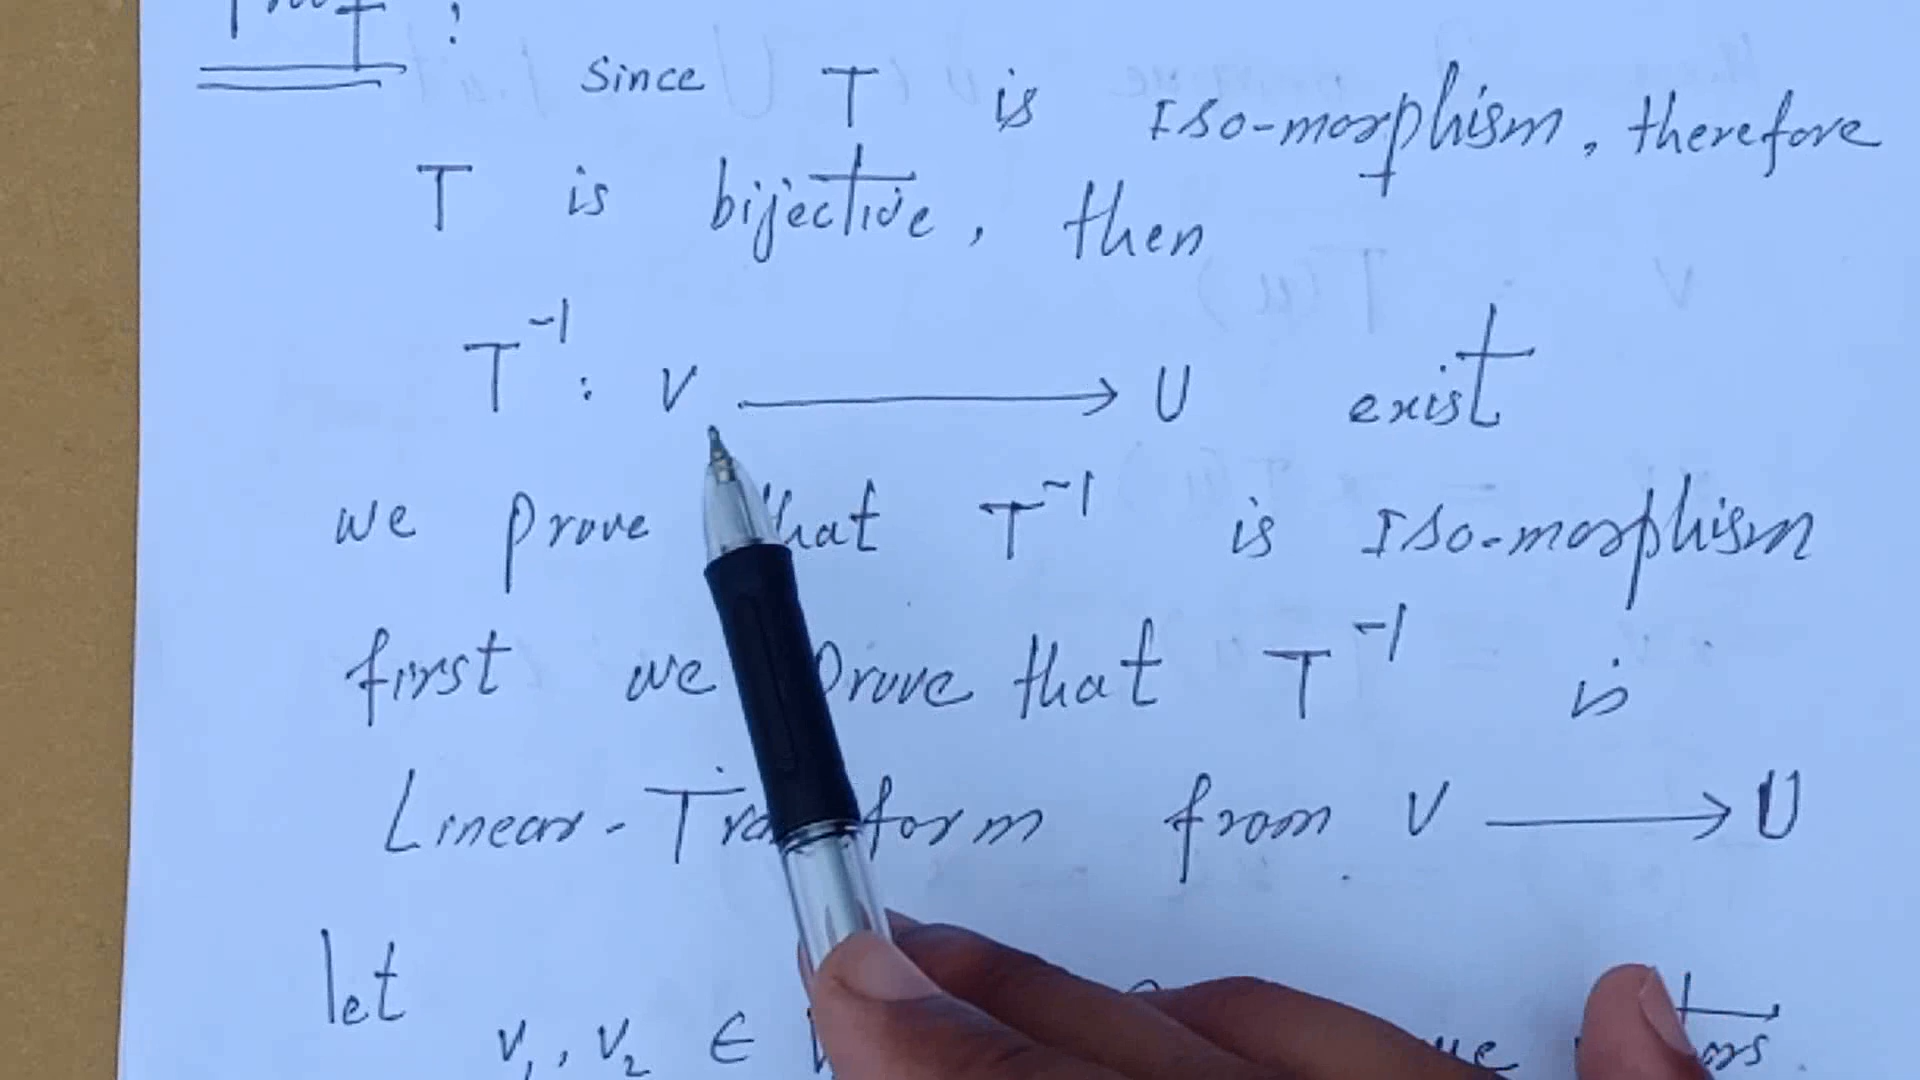 Proof :
Since T is Iso-morphism, therefore
T is bijective, then
T⁻¹ : V ⟶ U exist
we prove that T⁻¹ is Iso-morphism
first we prove that T⁻¹ is
Linear-Transform from V ⟶ U
let v₁, v₂ ∈